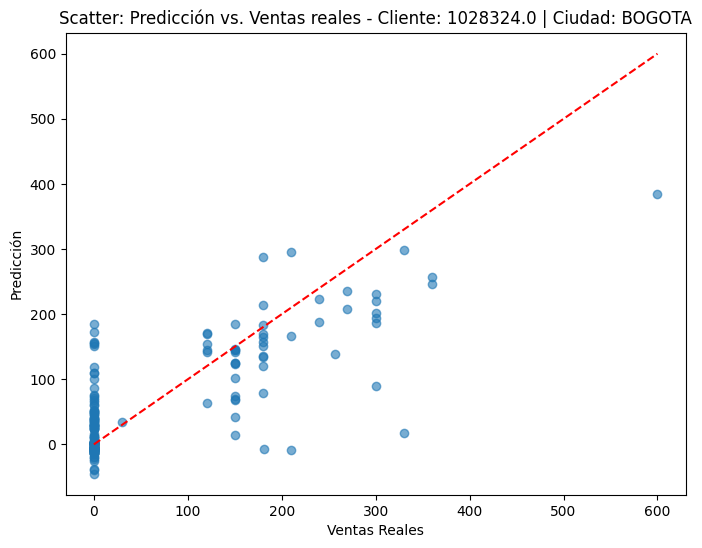 Scatter: Predicción vs. Ventas reales - Cliente: 1028324.0 | Ciudad: BOGOTA
600
500
400
300
200
100
0
Predicción
0 100 200 300 400 500 600
Ventas Reales